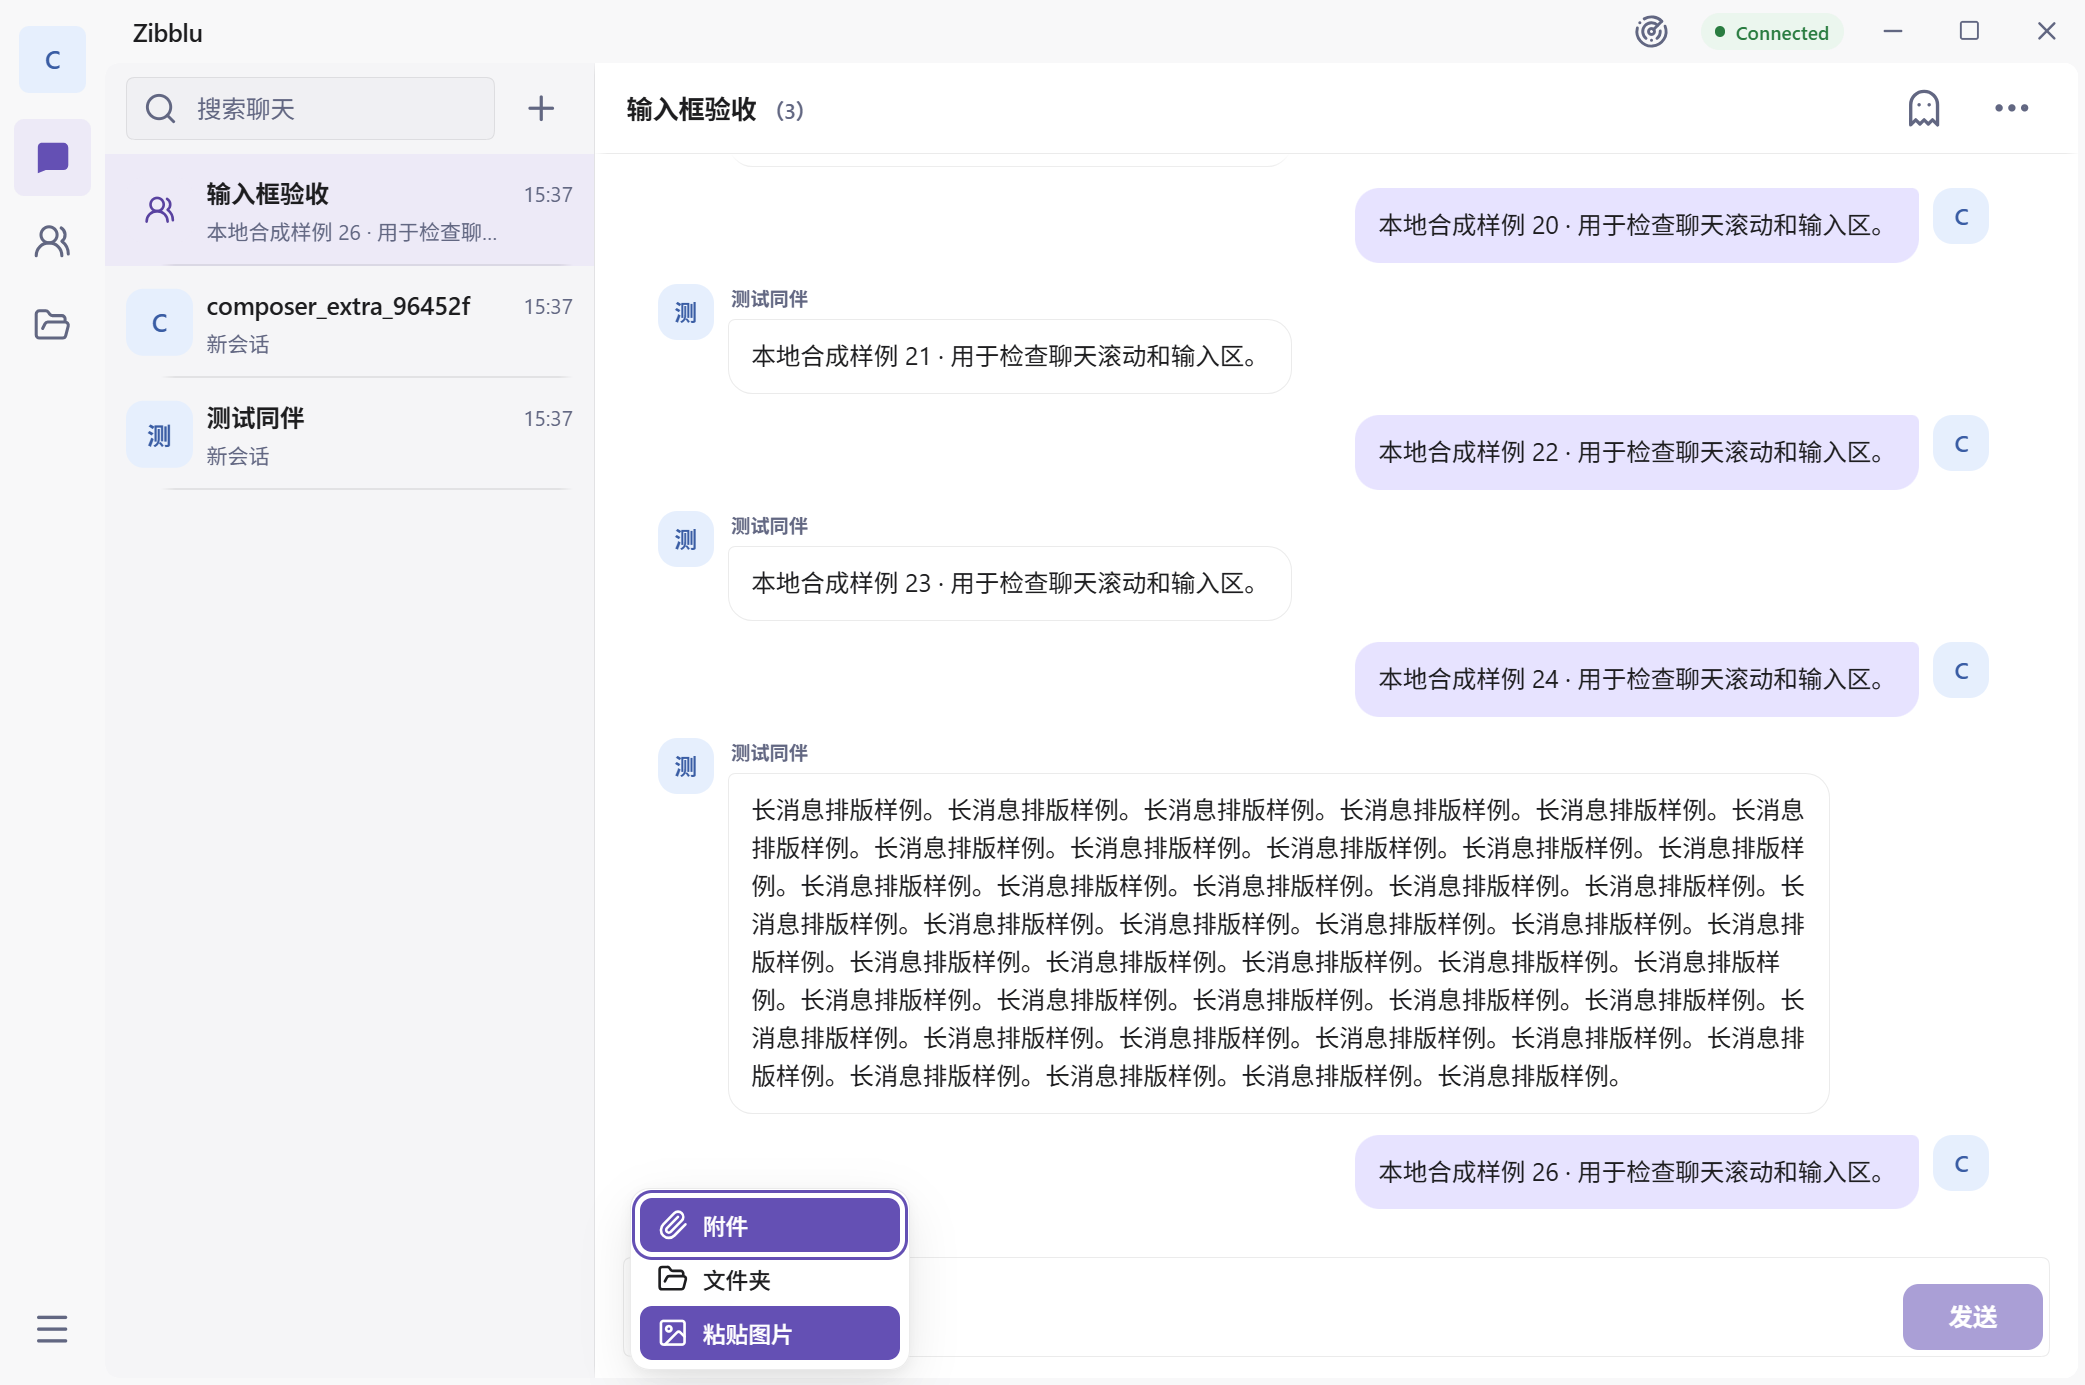 Zibblu
Connected
C
搜索聊天
输入框验收
15:37
本地合成样例 26 · 用于检查聊...
C
composer_extra_96452f
15:37
新会话
测
测试同伴
15:37
新会话
输入框验收 (3)
本地合成样例 20 · 用于检查聊天滚动和输入区。
C
测
测试同伴
本地合成样例 21 · 用于检查聊天滚动和输入区。
本地合成样例 22 · 用于检查聊天滚动和输入区。
C
测
测试同伴
本地合成样例 23 · 用于检查聊天滚动和输入区。
本地合成样例 24 · 用于检查聊天滚动和输入区。
C
测
测试同伴
长消息排版样例。长消息排版样例。长消息排版样例。长消息排版样例。长消息排版样例。长消息
排版样例。长消息排版样例。长消息排版样例。长消息排版样例。长消息排版样例。长消息排版样
例。长消息排版样例。长消息排版样例。长消息排版样例。长消息排版样例。长消息排版样例。长
消息排版样例。长消息排版样例。长消息排版样例。长消息排版样例。长消息排版样例。长消息排
版样例。长消息排版样例。长消息排版样例。长消息排版样例。长消息排版样例。长消息排版样
例。长消息排版样例。长消息排版样例。长消息排版样例。长消息排版样例。长消息排版样例。长
消息排版样例。长消息排版样例。长消息排版样例。长消息排版样例。长消息排版样例。长消息排
版样例。长消息排版样例。长消息排版样例。长消息排版样例。长消息排版样例。
本地合成样例 26 · 用于检查聊天滚动和输入区。
C
附件
文件夹
粘贴图片
发送